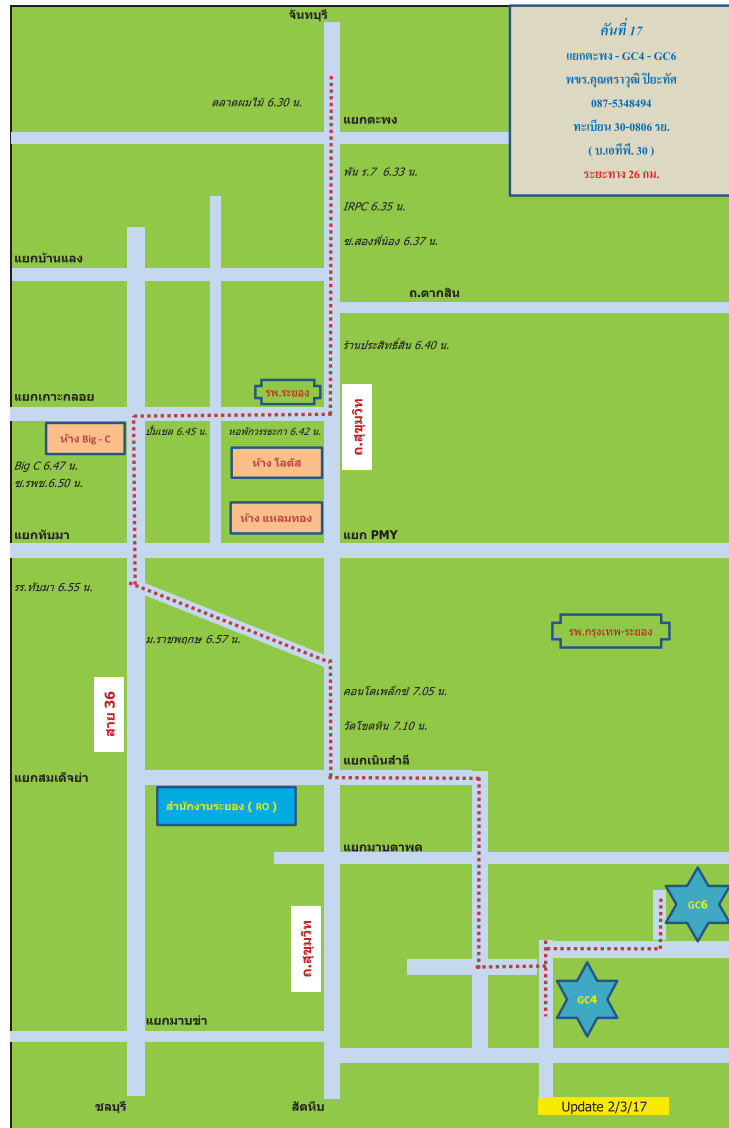 จันทบุรี
คันที่ 17
แยกตะพง - GC4 - GC6
พขร.คุณศราวุฒิ ปิยะทัศ
087-5348494
ทะเบียน 30-0806 รย.
( บ.เอทีพี. 30 )
ระยะทาง 26 กม.
ตลาดผมไม้ 6.30 น.
แยกตะพง
พัน ร.7 6.33 น.
IRPC 6.35 น.
ซ.สองพี่น้อง 6.37 น.
แยกบ้านแลง
ถ.ตากสิน
ร้านประสิทธิ์สิน 6.40 น.
รพ.ระยอง
แยกเกาะกลอย
ถ.สุขุมวิท
ปั๊มเชล 6.45 น.
หอพักวรรธะกา 6.42 น.
ห้าง Big - C
ห้าง โลตัส
Big C 6.47 น.
ซ.รพช.6.50 น.
ห้าง แหลมทอง
แยกทับมา
แยก PMY
รร.ทับมา 6.55 น.
ม.ราชพฤกษ 6.57 น.
รพ.กรุงเทพ-ระยอง
สาย 36
คอนโดเพล็กซ์ 7.05 น.
วัดโขดหิน 7.10 น.
แยกเนินสำลี
แยกสมเด็จย่า
สำนักงานระยอง ( RO )
แยกมาบตาพด
GC6
ถ.สุขุมวิท
GC4
แยกมาบข่า
ชลบุรี
สัตหีบ
Update 2/3/17